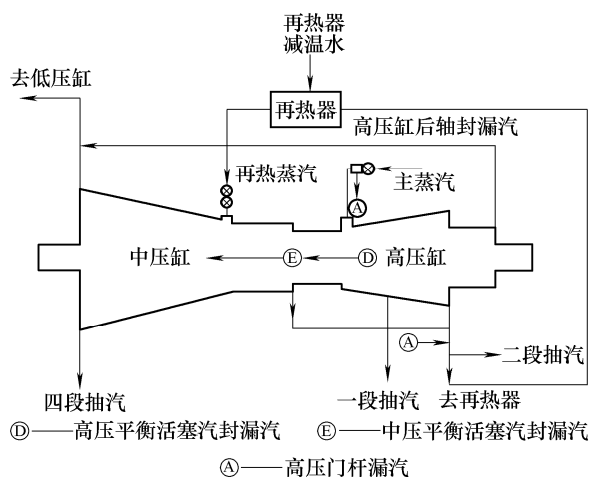 再热器
减温水
去低压缸
再热器
高压缸后轴封漏汽
再热蒸汽
主蒸汽
A
中压缸
E
D
高压缸
A
二段抽汽
四段抽汽
一段抽汽
去再热器
D——高压平衡活塞汽封漏汽
E——中压平衡活塞汽封漏汽
A——高压门杆漏汽